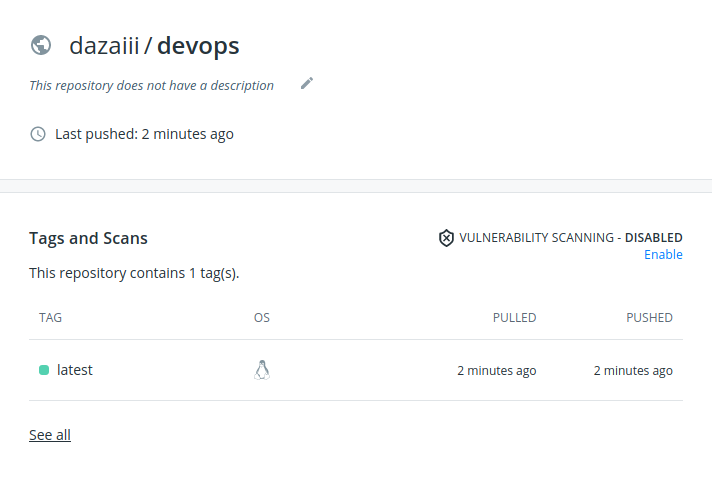 dazaiii / devops
This repository does not have a description
Last pushed: 2 minutes ago
Tags and Scans
VULNERABILITY SCANNING - DISABLED
Enable
This repository contains 1 tag(s).
TAG OS PULLED PUSHED
latest 2 minutes ago 2 minutes ago
See all